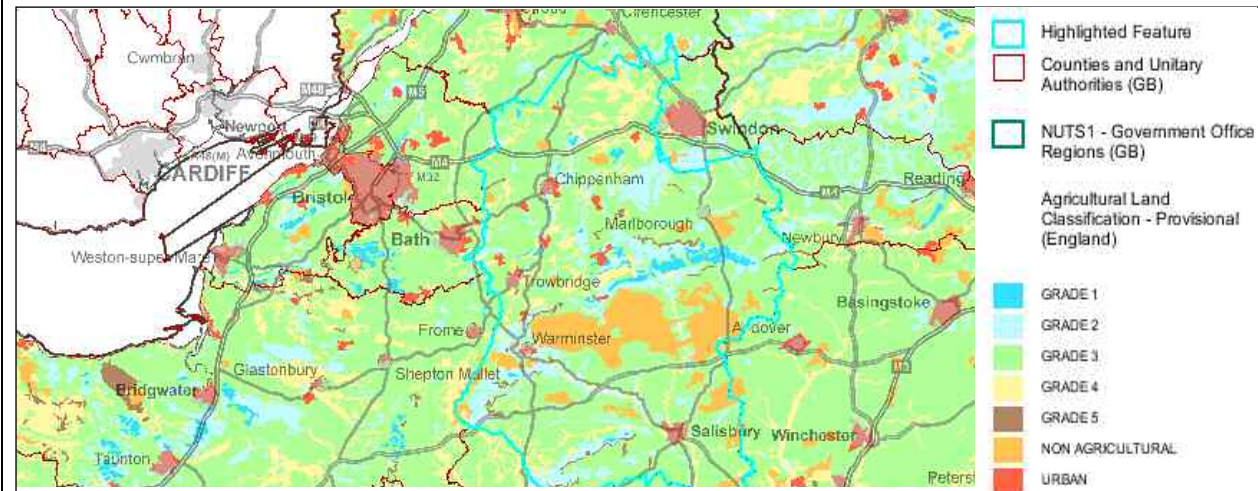 Stroud
Cirencester
Cwmbran
M48
M5
Newport
Swindon
A48(M)
Avonmouth
M4
CARDIFF
M32
Chippenham
M4
Reading
Bristol
Marlborough
Bath
Newbury
Weston-super-Mare
Trowbridge
Basingstoke
Frome
Warminster
Andover
Glastonbury
Shepton Mallet
Bridgwater
Salisbury
Winchester
Taunton
Petersf
Highlighted Feature
Counties and Unitary
Authorities (GB)
NUTS1 - Government Office
Regions (GB)
Agricultural Land
Classification - Provisional
(England)
GRADE 1
GRADE 2
GRADE 3
GRADE 4
GRADE 5
NON AGRICULTURAL
URBAN